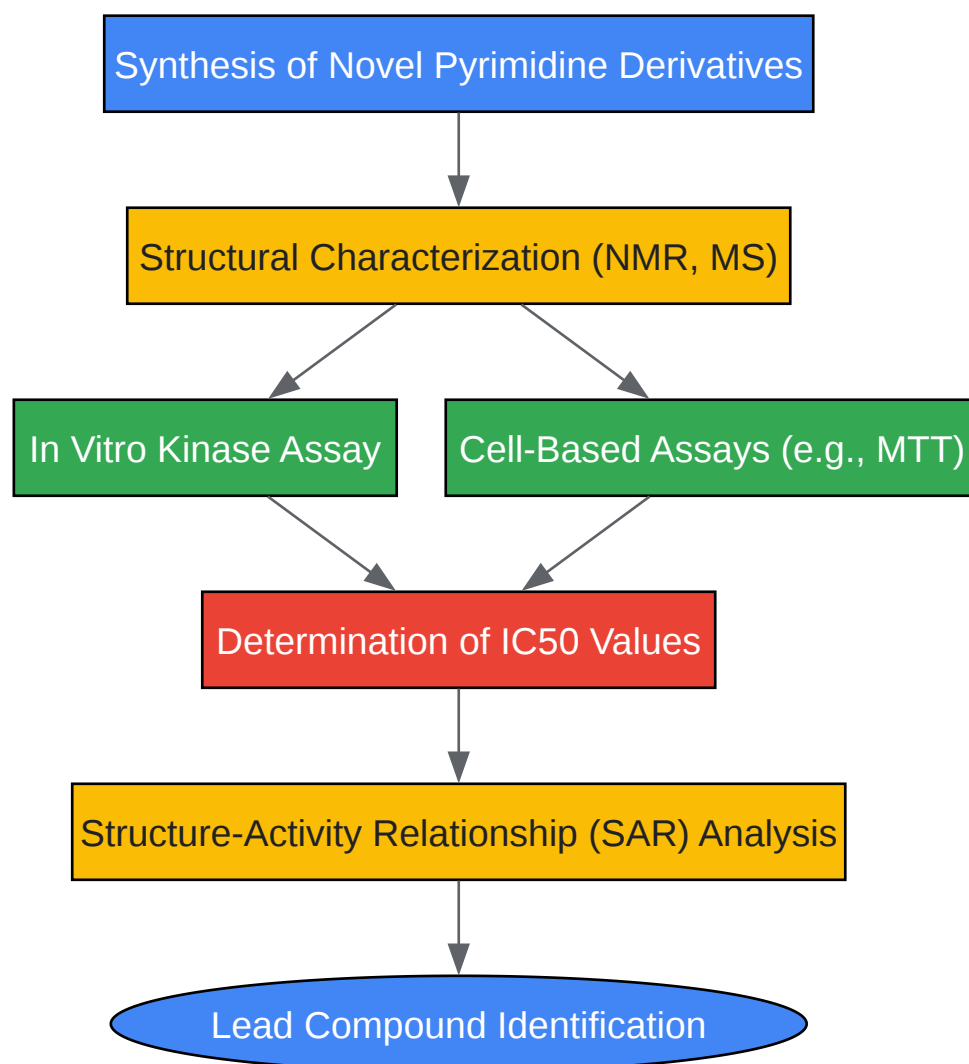 Synthesis of Novel Pyrimidine Derivatives
Structural Characterization (NMR, MS)
In Vitro Kinase Assay
Cell-Based Assays (e.g., MTT)
Determination of IC50 Values
Structure-Activity Relationship (SAR) Analysis
Lead Compound Identification